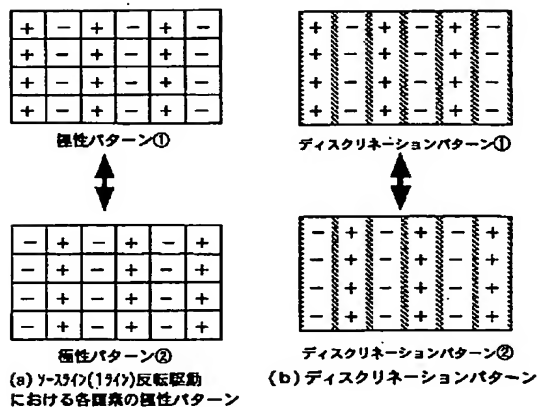 + - + - + -
+ - + - + -
+ - + - + -
+ - + - + -
極性パターン①
- + - + - +
- + - + - +
- + - + - +
- + - + - +
極性パターン②
(a) ソースライン(1ライン)反転駆動
における各画素の極性パターン
+ - + - + -
+ - + - + -
+ - + - + -
+ - + - + -
ディスクリネーションパターン①
- + - + - +
- + - + - +
- + - + - +
- + - + - +
ディスクリネーションパターン②
(b) ディスクリネーションパターン